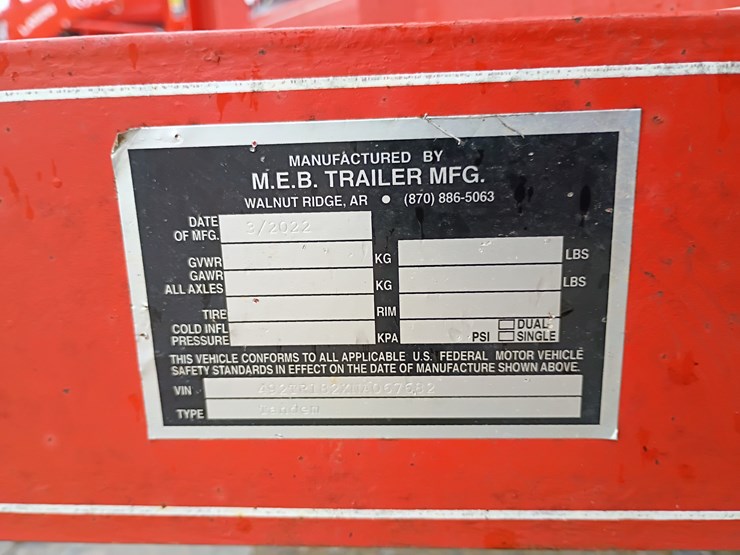 MANUFACTURED BY
M.E.B. TRAILER MFG.
WALNUT RIDGE, AR • (870) 886-5063
DATE OF MFG. 3/2022
GVWR KG LBS
GAWR ALL AXLES KG LBS
TIRE RIM
COLD INFL PRESSURE KPA PSI DUAL SINGLE
THIS VEHICLE CONFORMS TO ALL APPLICABLE U.S. FEDERAL MOTOR VEHICLE
SAFETY STANDARDS IN EFFECT ON THE DATE OF MANUFACTURE SHOWN ABOVE.
VIN
TYPE